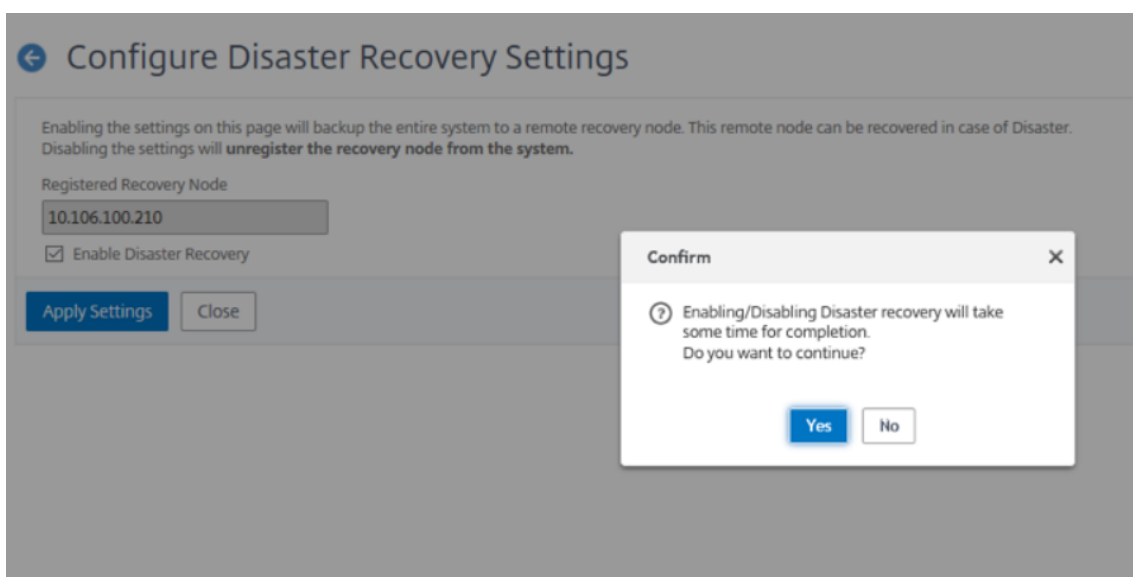 Configure Disaster Recovery Settings
Enabling the settings on this page will backup the entire system to a remote recovery node. This remote node can be recovered in case of Disaster.
Disabling the settings will unregister the recovery node from the system.
Registered Recovery Node
10.106.100.210
Enable Disaster Recovery
Apply Settings
Close
Confirm
Enabling/Disabling Disaster recovery will take
some time for completion.
Do you want to continue?
Yes
No